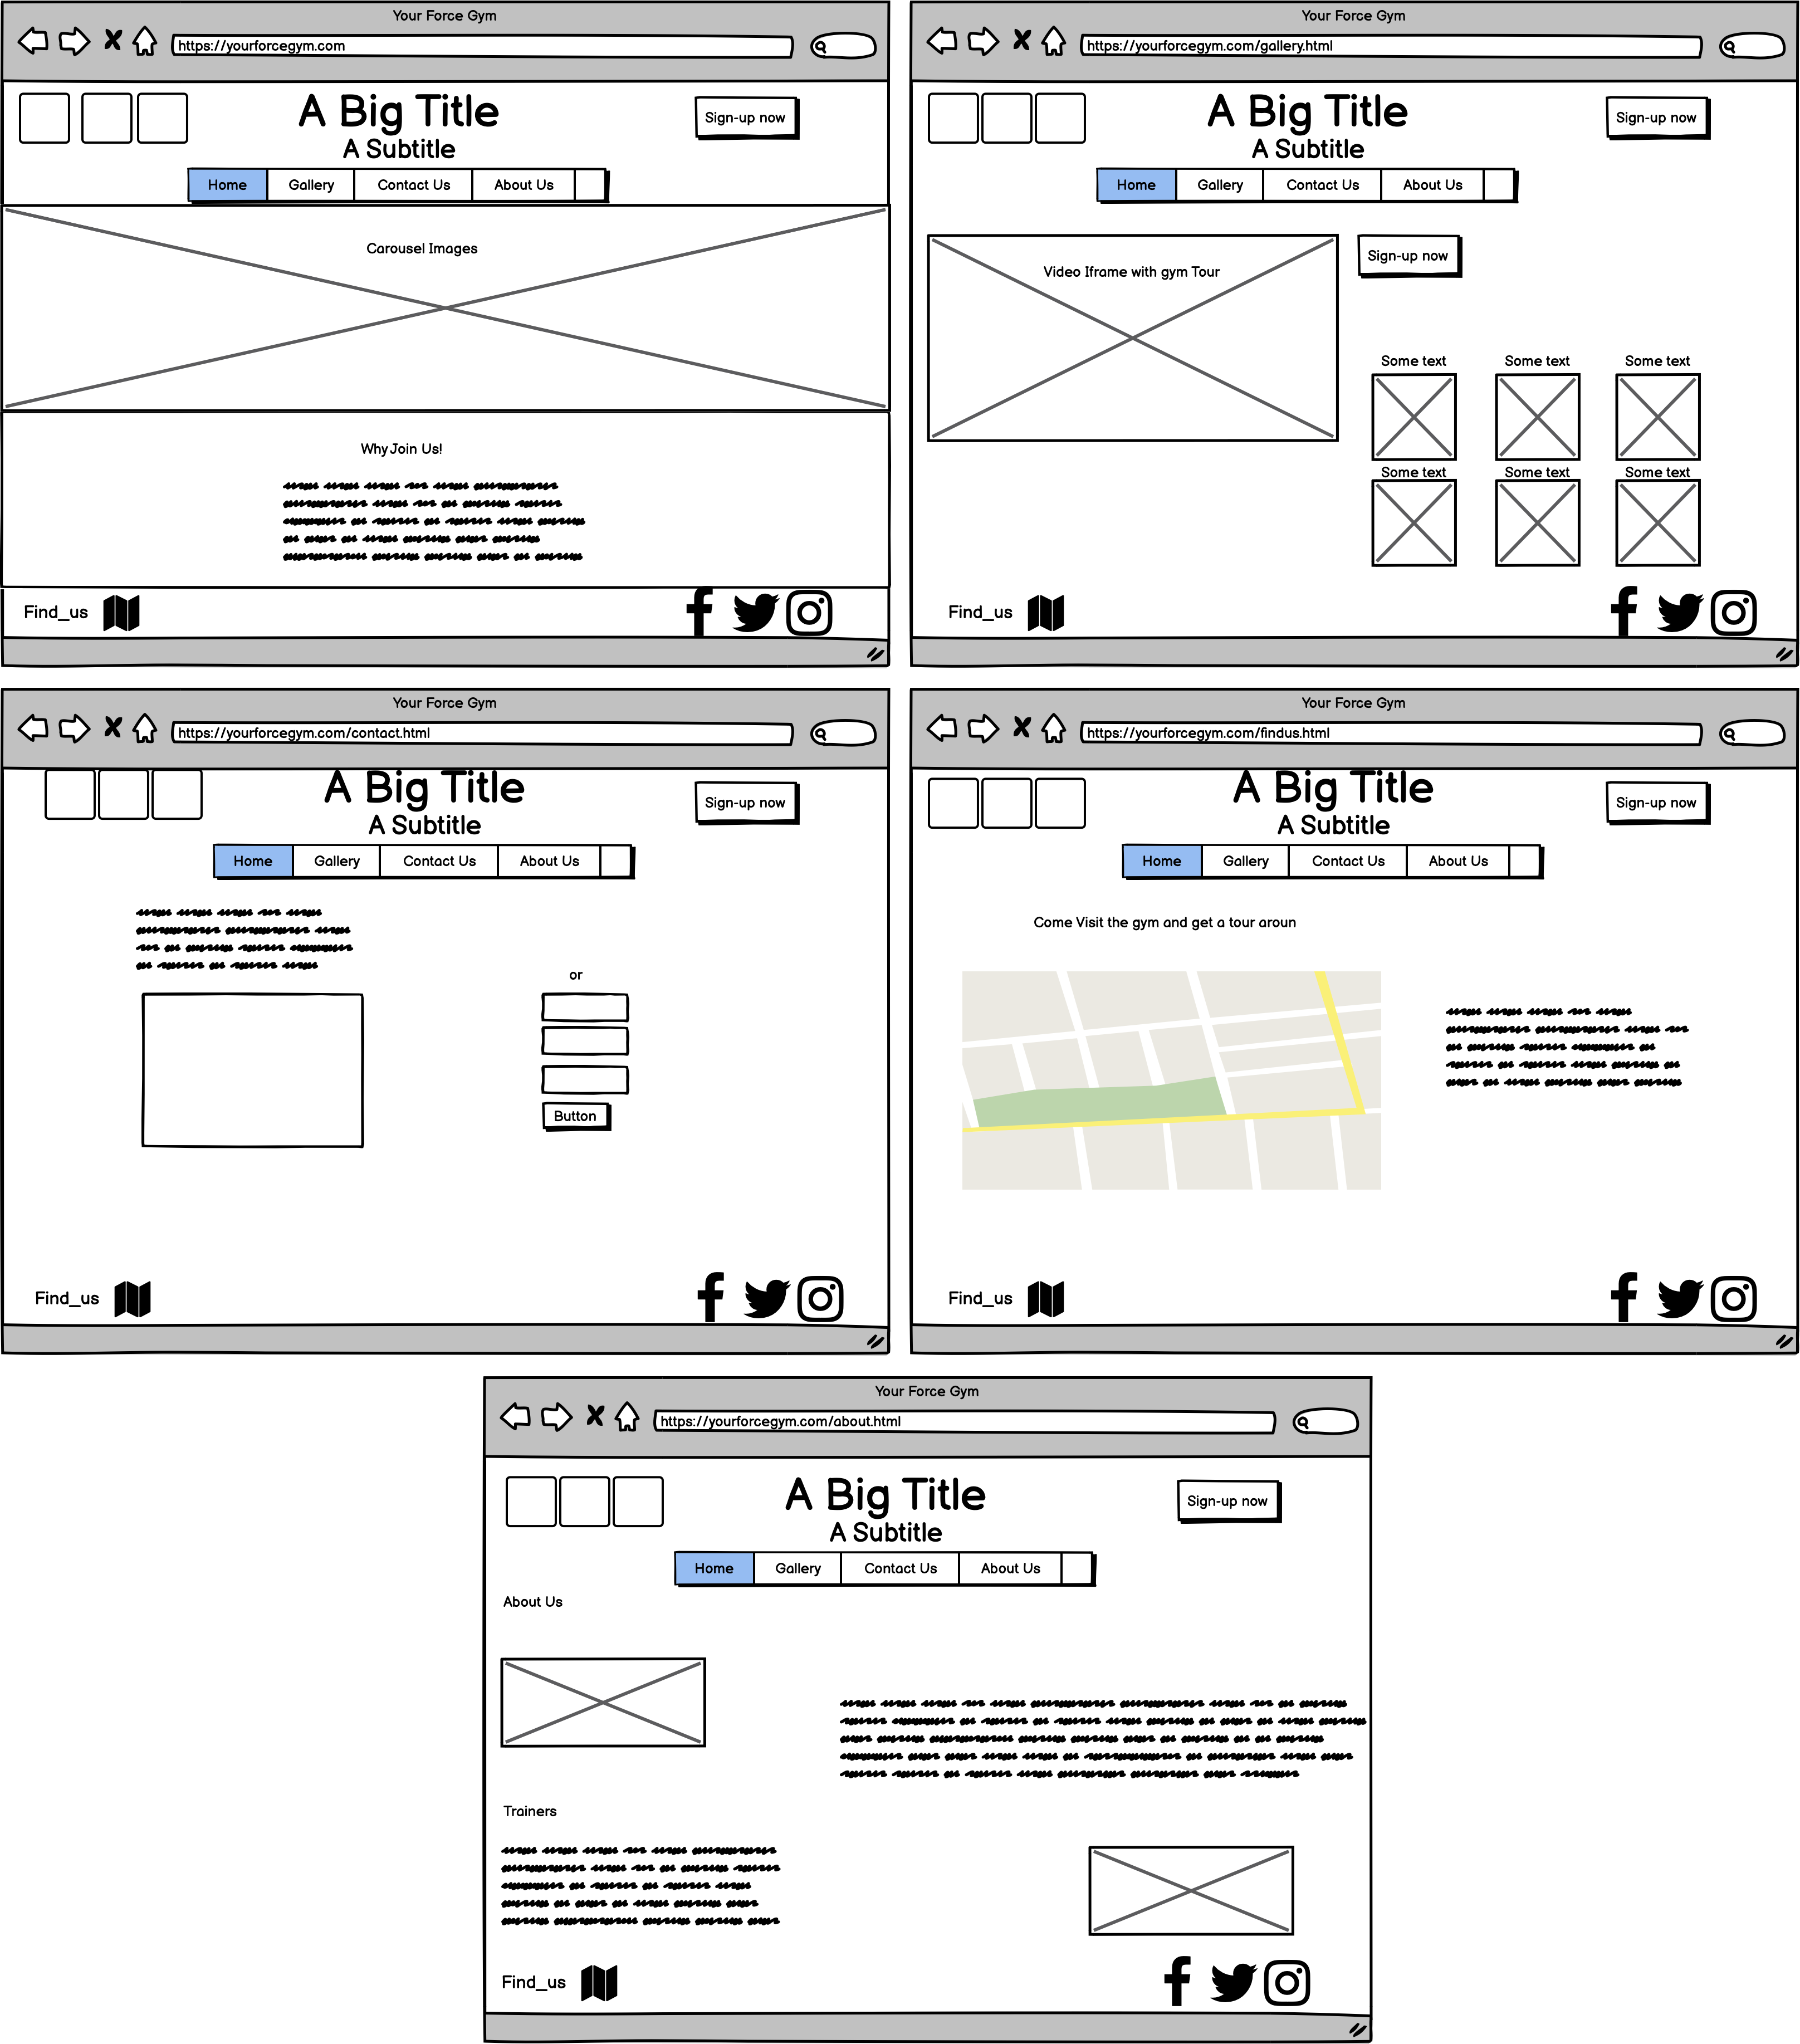 Your Force Gym
https://yourforcegym.com
A Big Title
Sign-up now
A Subtitle
Home Gallery Contact Us About Us
Carousel Images
Why Join Us!
Find_us
Your Force Gym
https://yourforcegym.com/gallery.html
A Big Title
Sign-up now
A Subtitle
Home Gallery Contact Us About Us
Video Iframe with gym Tour
Sign-up now
Some text Some text Some text
Some text Some text Some text
Find_us
Your Force Gym
https://yourforcegym.com/contact.html
A Big Title
Sign-up now
A Subtitle
Home Gallery Contact Us About Us
or
Button
Find_us
Your Force Gym
https://yourforcegym.com/findus.html
A Big Title
Sign-up now
A Subtitle
Home Gallery Contact Us About Us
Come Visit the gym and get a tour aroun
Find_us
Your Force Gym
https://yourforcegym.com/about.html
A Big Title
Sign-up now
A Subtitle
Home Gallery Contact Us About Us
About Us
Trainers
Find_us